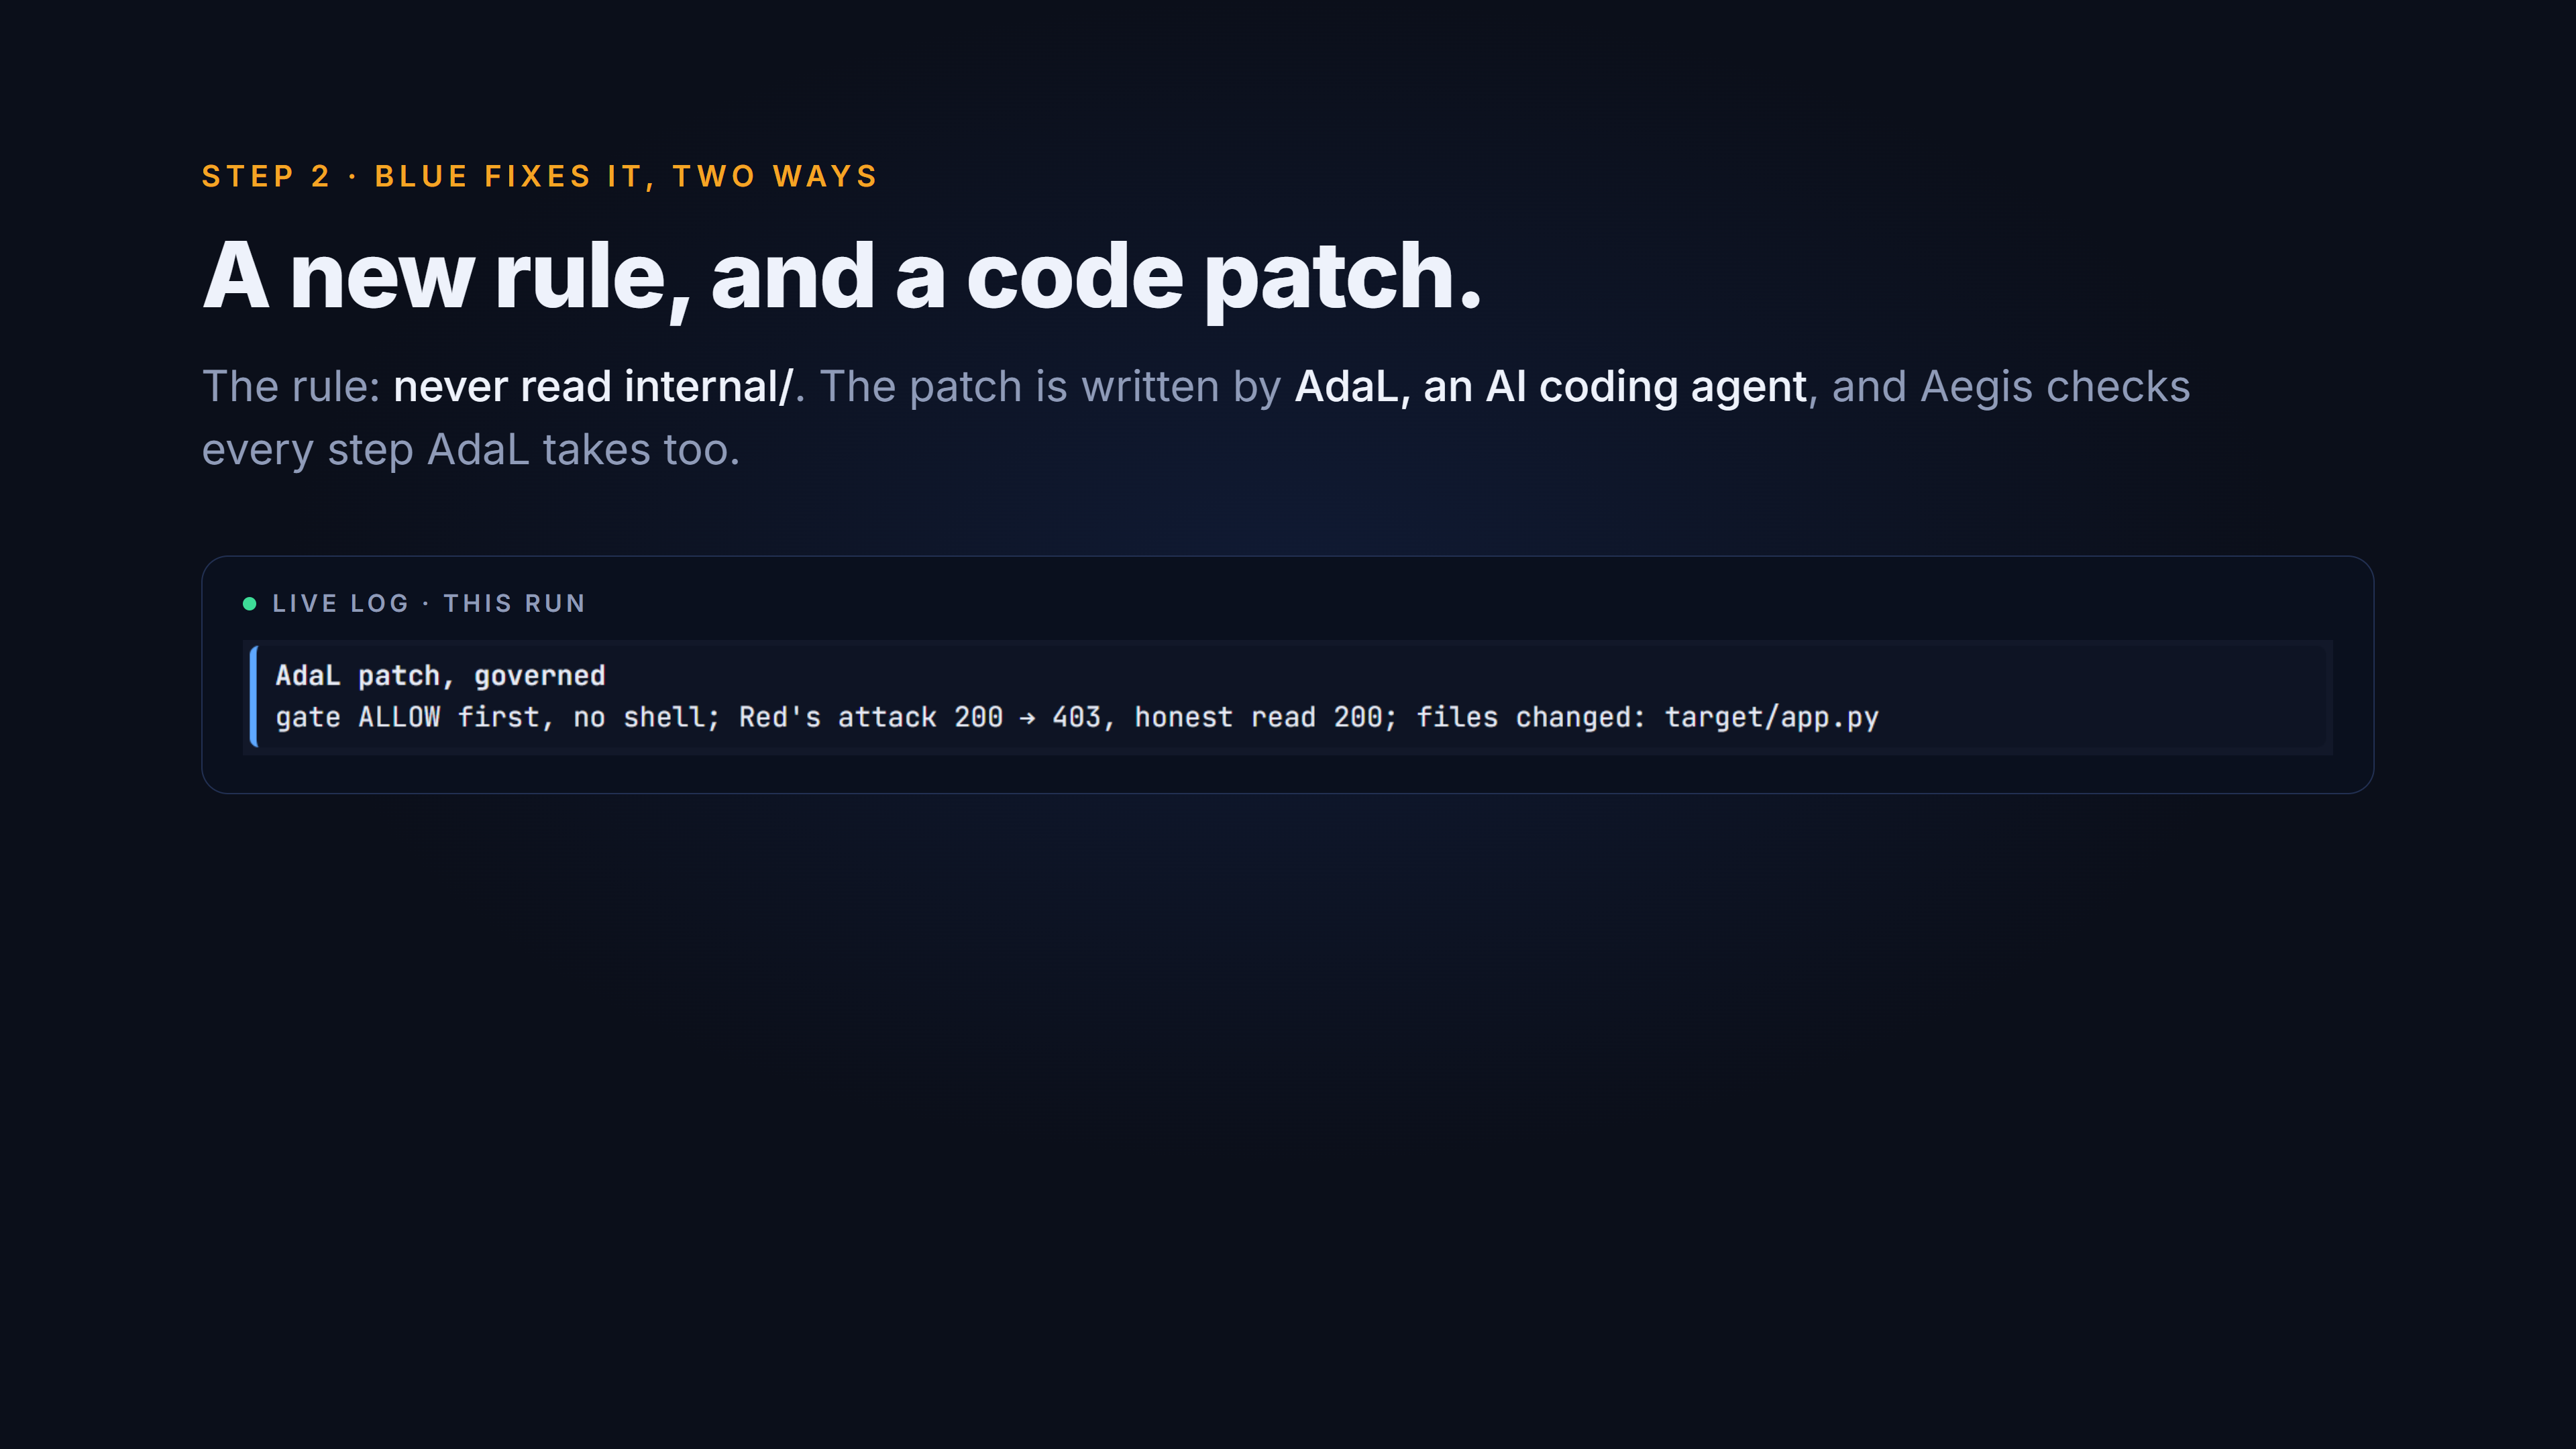 STEP 2 · BLUE FIXES IT, TWO WAYS
A new rule, and a code patch.
The rule: never read internal/. The patch is written by AdaL, an AI coding agent, and Aegis checks
every step AdaL takes too.
LIVE LOG · THIS RUN
AdaL patch, governed
gate ALLOW first, no shell; Red's attack 200 → 403, honest read 200; files changed: target/app.py